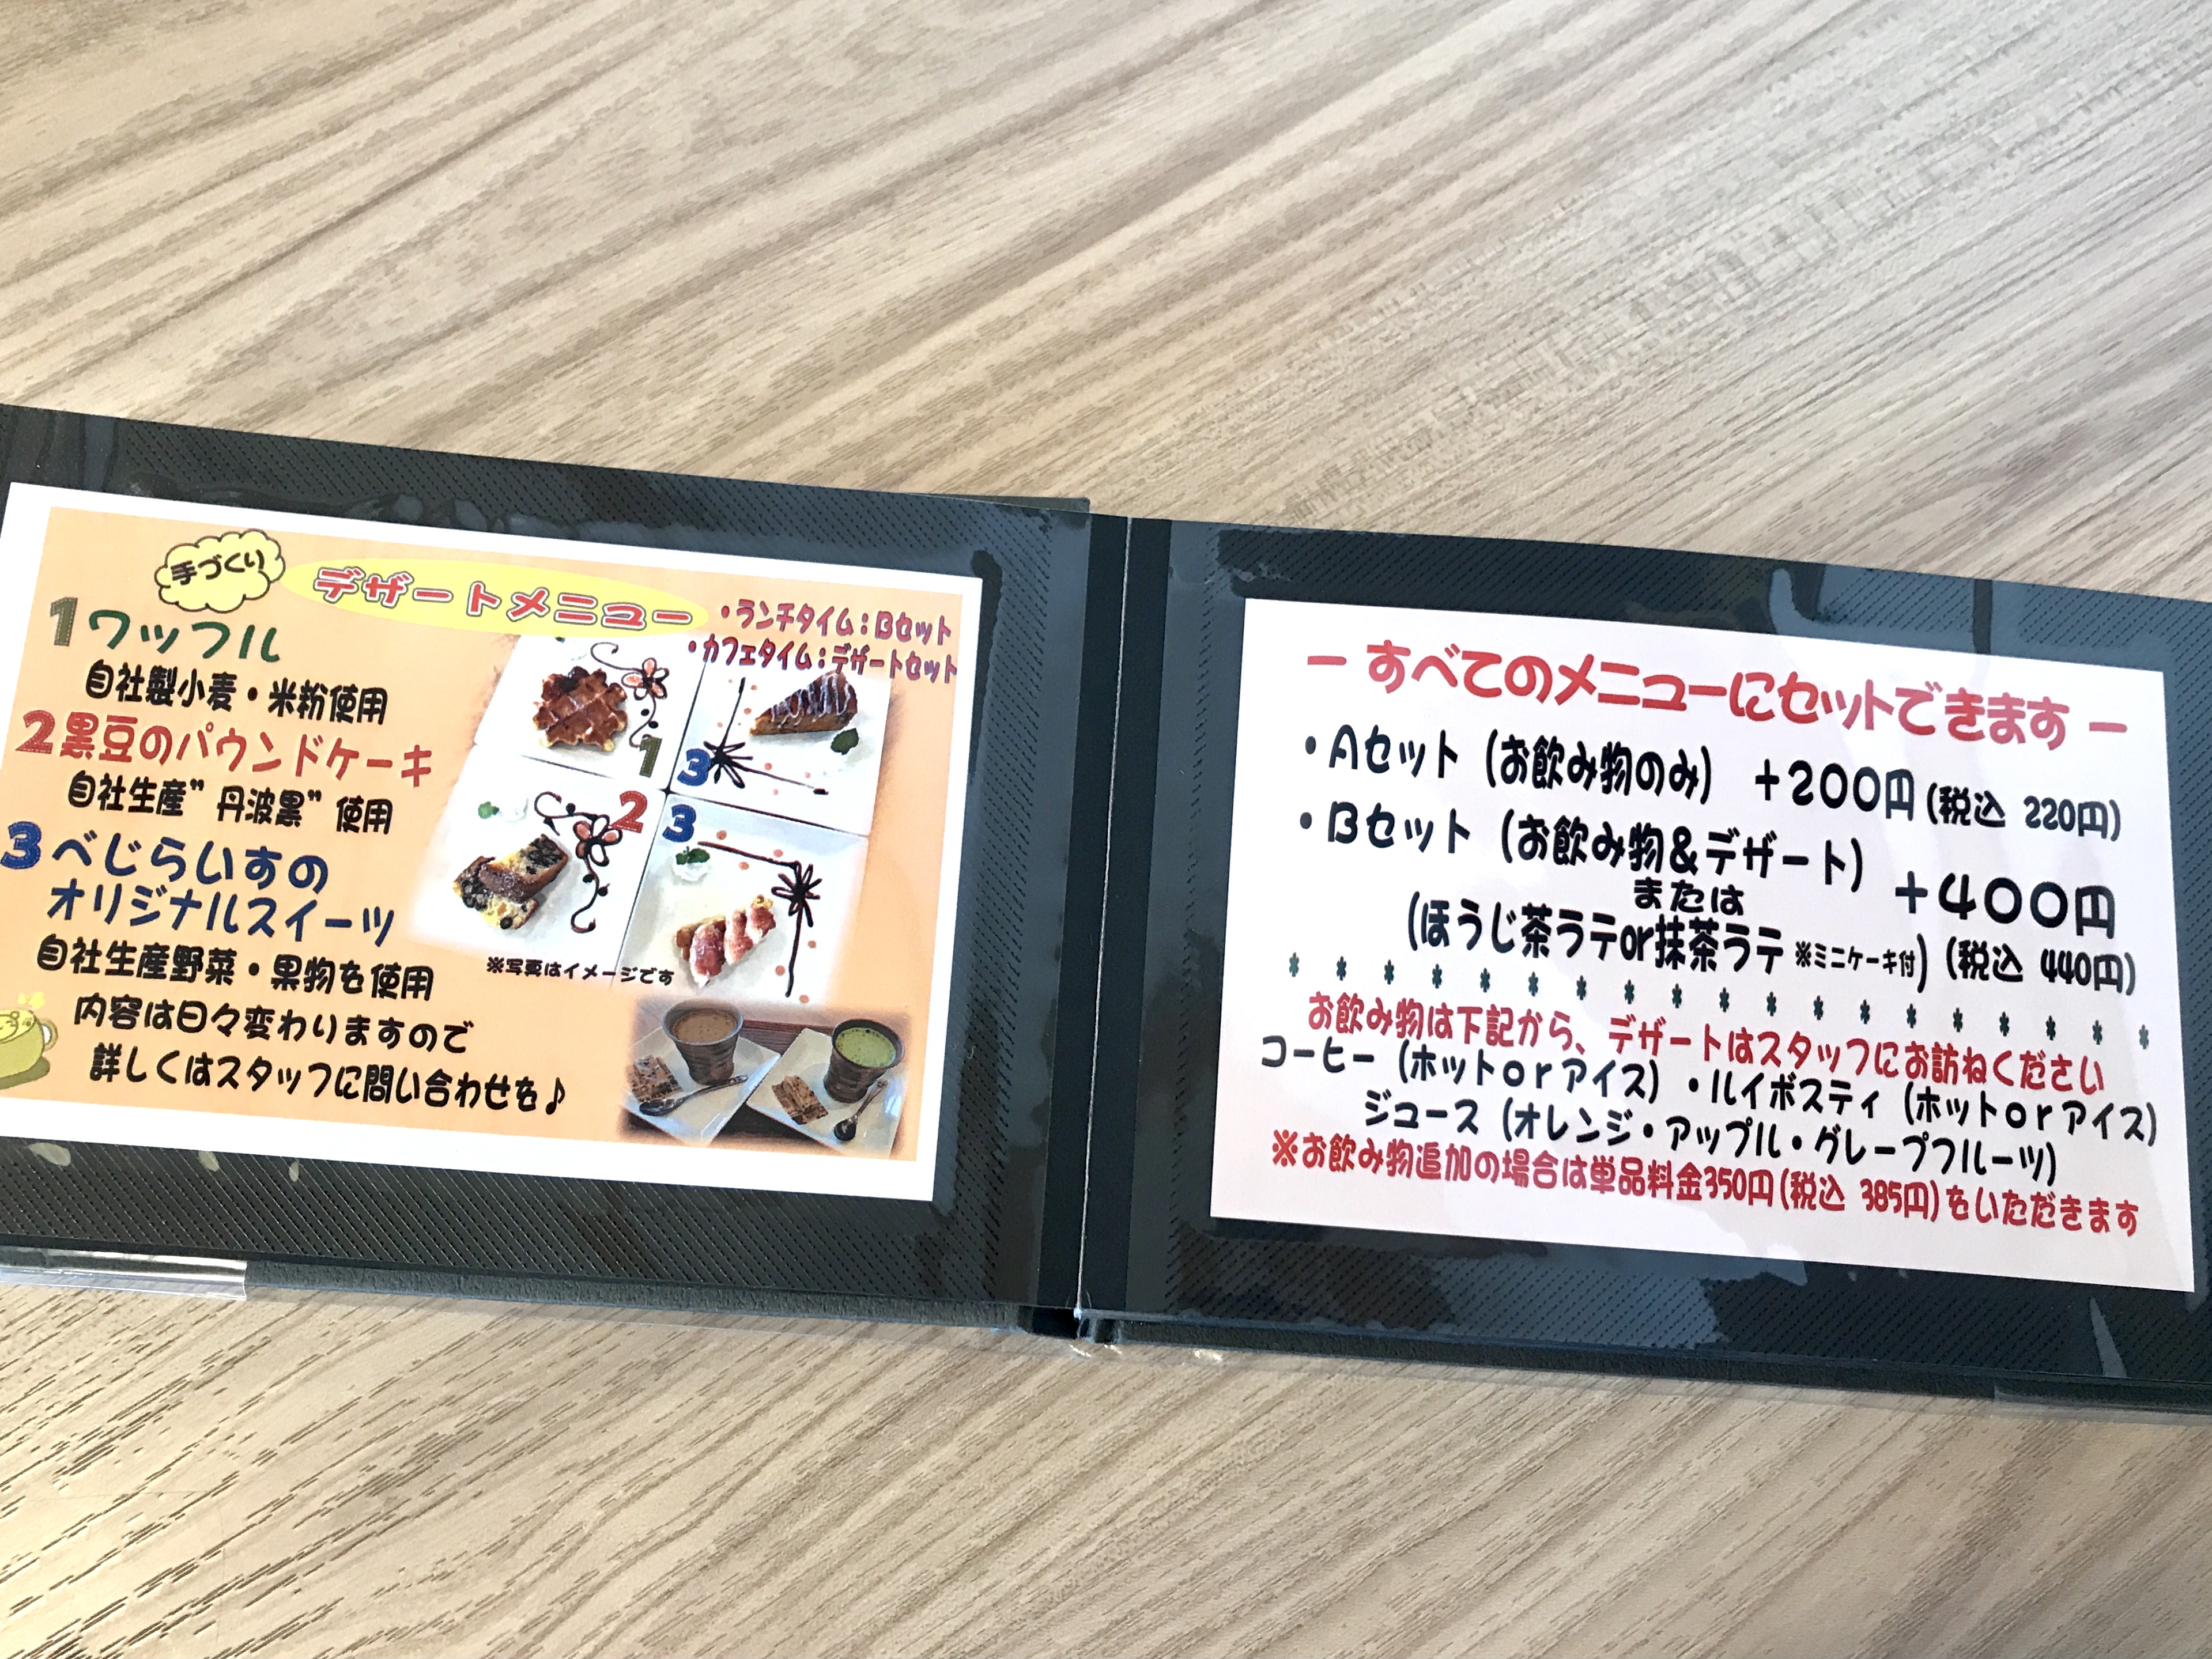 手づくり
デザートメニュー
・ランチタイム：Bセット
・カフェタイム：デザートセット
1ワッフル
自社製小麦・米粉使用
2黒豆のパウンドケーキ
自社生産”丹波黒”使用
3べじらいすの
オリジナルスイーツ
自社生産野菜・果物を使用
内容は日々変わりますので
詳しくはスタッフに問い合わせを♪
1
3
2
3
※写真はイメージです
－すべてのメニューにセットできます－
・Aセット（お飲み物のみ） +200円(税込 220円)
・Bセット（お飲み物&デザート）
または
+400円
(ほうじ茶ラテor抹茶ラテ ※ミニケーキ付) (税込 440円)
* * * * * * * * * * * * * * * * * * *
お飲み物は下記から、デザートはスタッフにお訪ねください
コーヒー（ホットorアイス）・ルイボスティ（ホットorアイス）
ジュース（オレンジ・アップル・グレープフルーツ）
※お飲み物追加の場合は単品料金350円(税込 385円)をいただきます